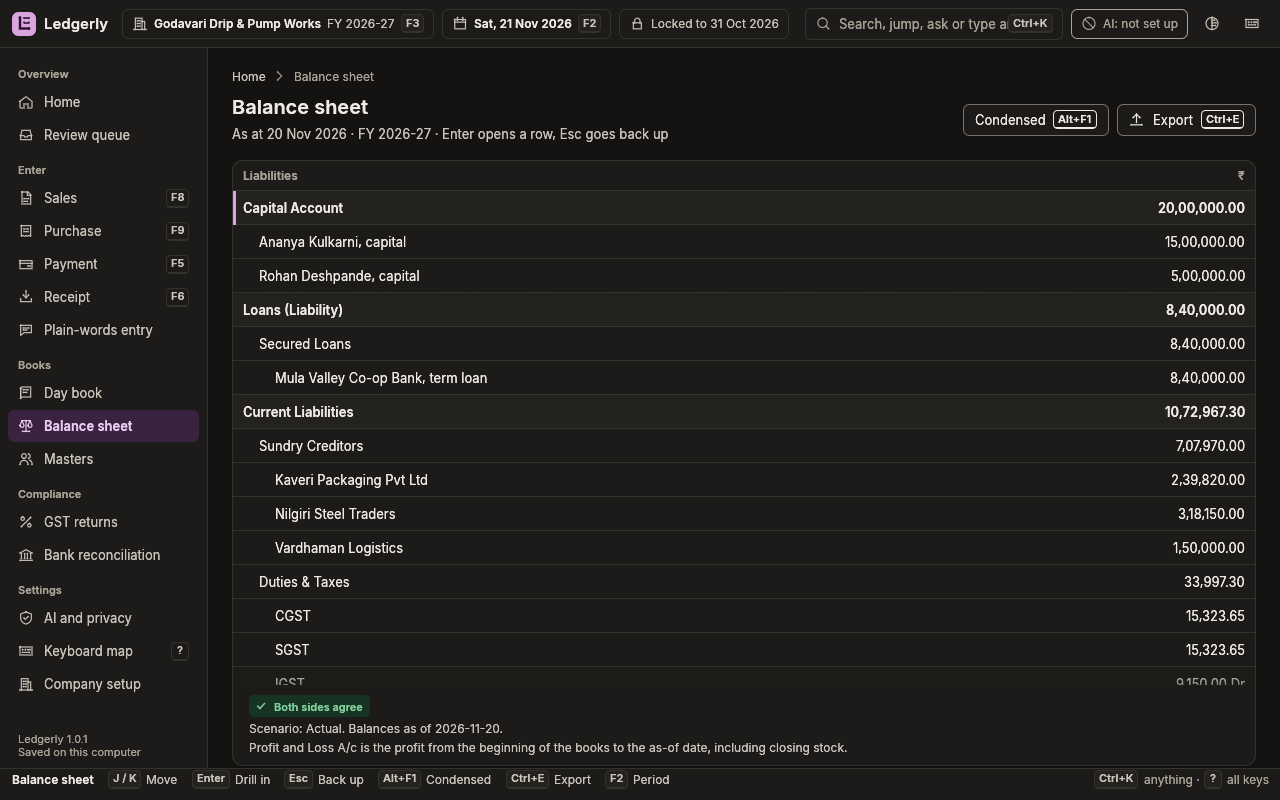 Ledgerly
Godavari Drip & Pump Works FY 2026-27 F3
Sat, 21 Nov 2026 F2
Locked to 31 Oct 2026
Search, jump, ask or type a Ctrl+K
AI: not set up
Overview
Home
Review queue
Enter
Sales F8
Purchase F9
Payment F5
Receipt F6
Plain-words entry
Books
Day book
Balance sheet
Masters
Compliance
GST returns
Bank reconciliation
Settings
AI and privacy
Keyboard map ?
Company setup
Ledgerly 1.0.1
Saved on this computer
Home > Balance sheet
Balance sheet
As at 20 Nov 2026 · FY 2026-27 · Enter opens a row, Esc goes back up
Condensed Alt+F1
Export Ctrl+E
Liabilities ₹
Capital Account 20,00,000.00
Ananya Kulkarni, capital 15,00,000.00
Rohan Deshpande, capital 5,00,000.00
Loans (Liability) 8,40,000.00
Secured Loans 8,40,000.00
Mula Valley Co-op Bank, term loan 8,40,000.00
Current Liabilities 10,72,967.30
Sundry Creditors 7,07,970.00
Kaveri Packaging Pvt Ltd 2,39,820.00
Nilgiri Steel Traders 3,18,150.00
Vardhaman Logistics 1,50,000.00
Duties & Taxes 33,997.30
CGST 15,323.65
SGST 15,323.65
IGST 9,150.00 Dr
Both sides agree
Scenario: Actual. Balances as of 2026-11-20.
Profit and Loss A/c is the profit from the beginning of the books to the as-of date, including closing stock.
Balance sheet J / K Move Enter Drill in Esc Back up Alt+F1 Condensed Ctrl+E Export F2 Period Ctrl+K anything · ? all keys